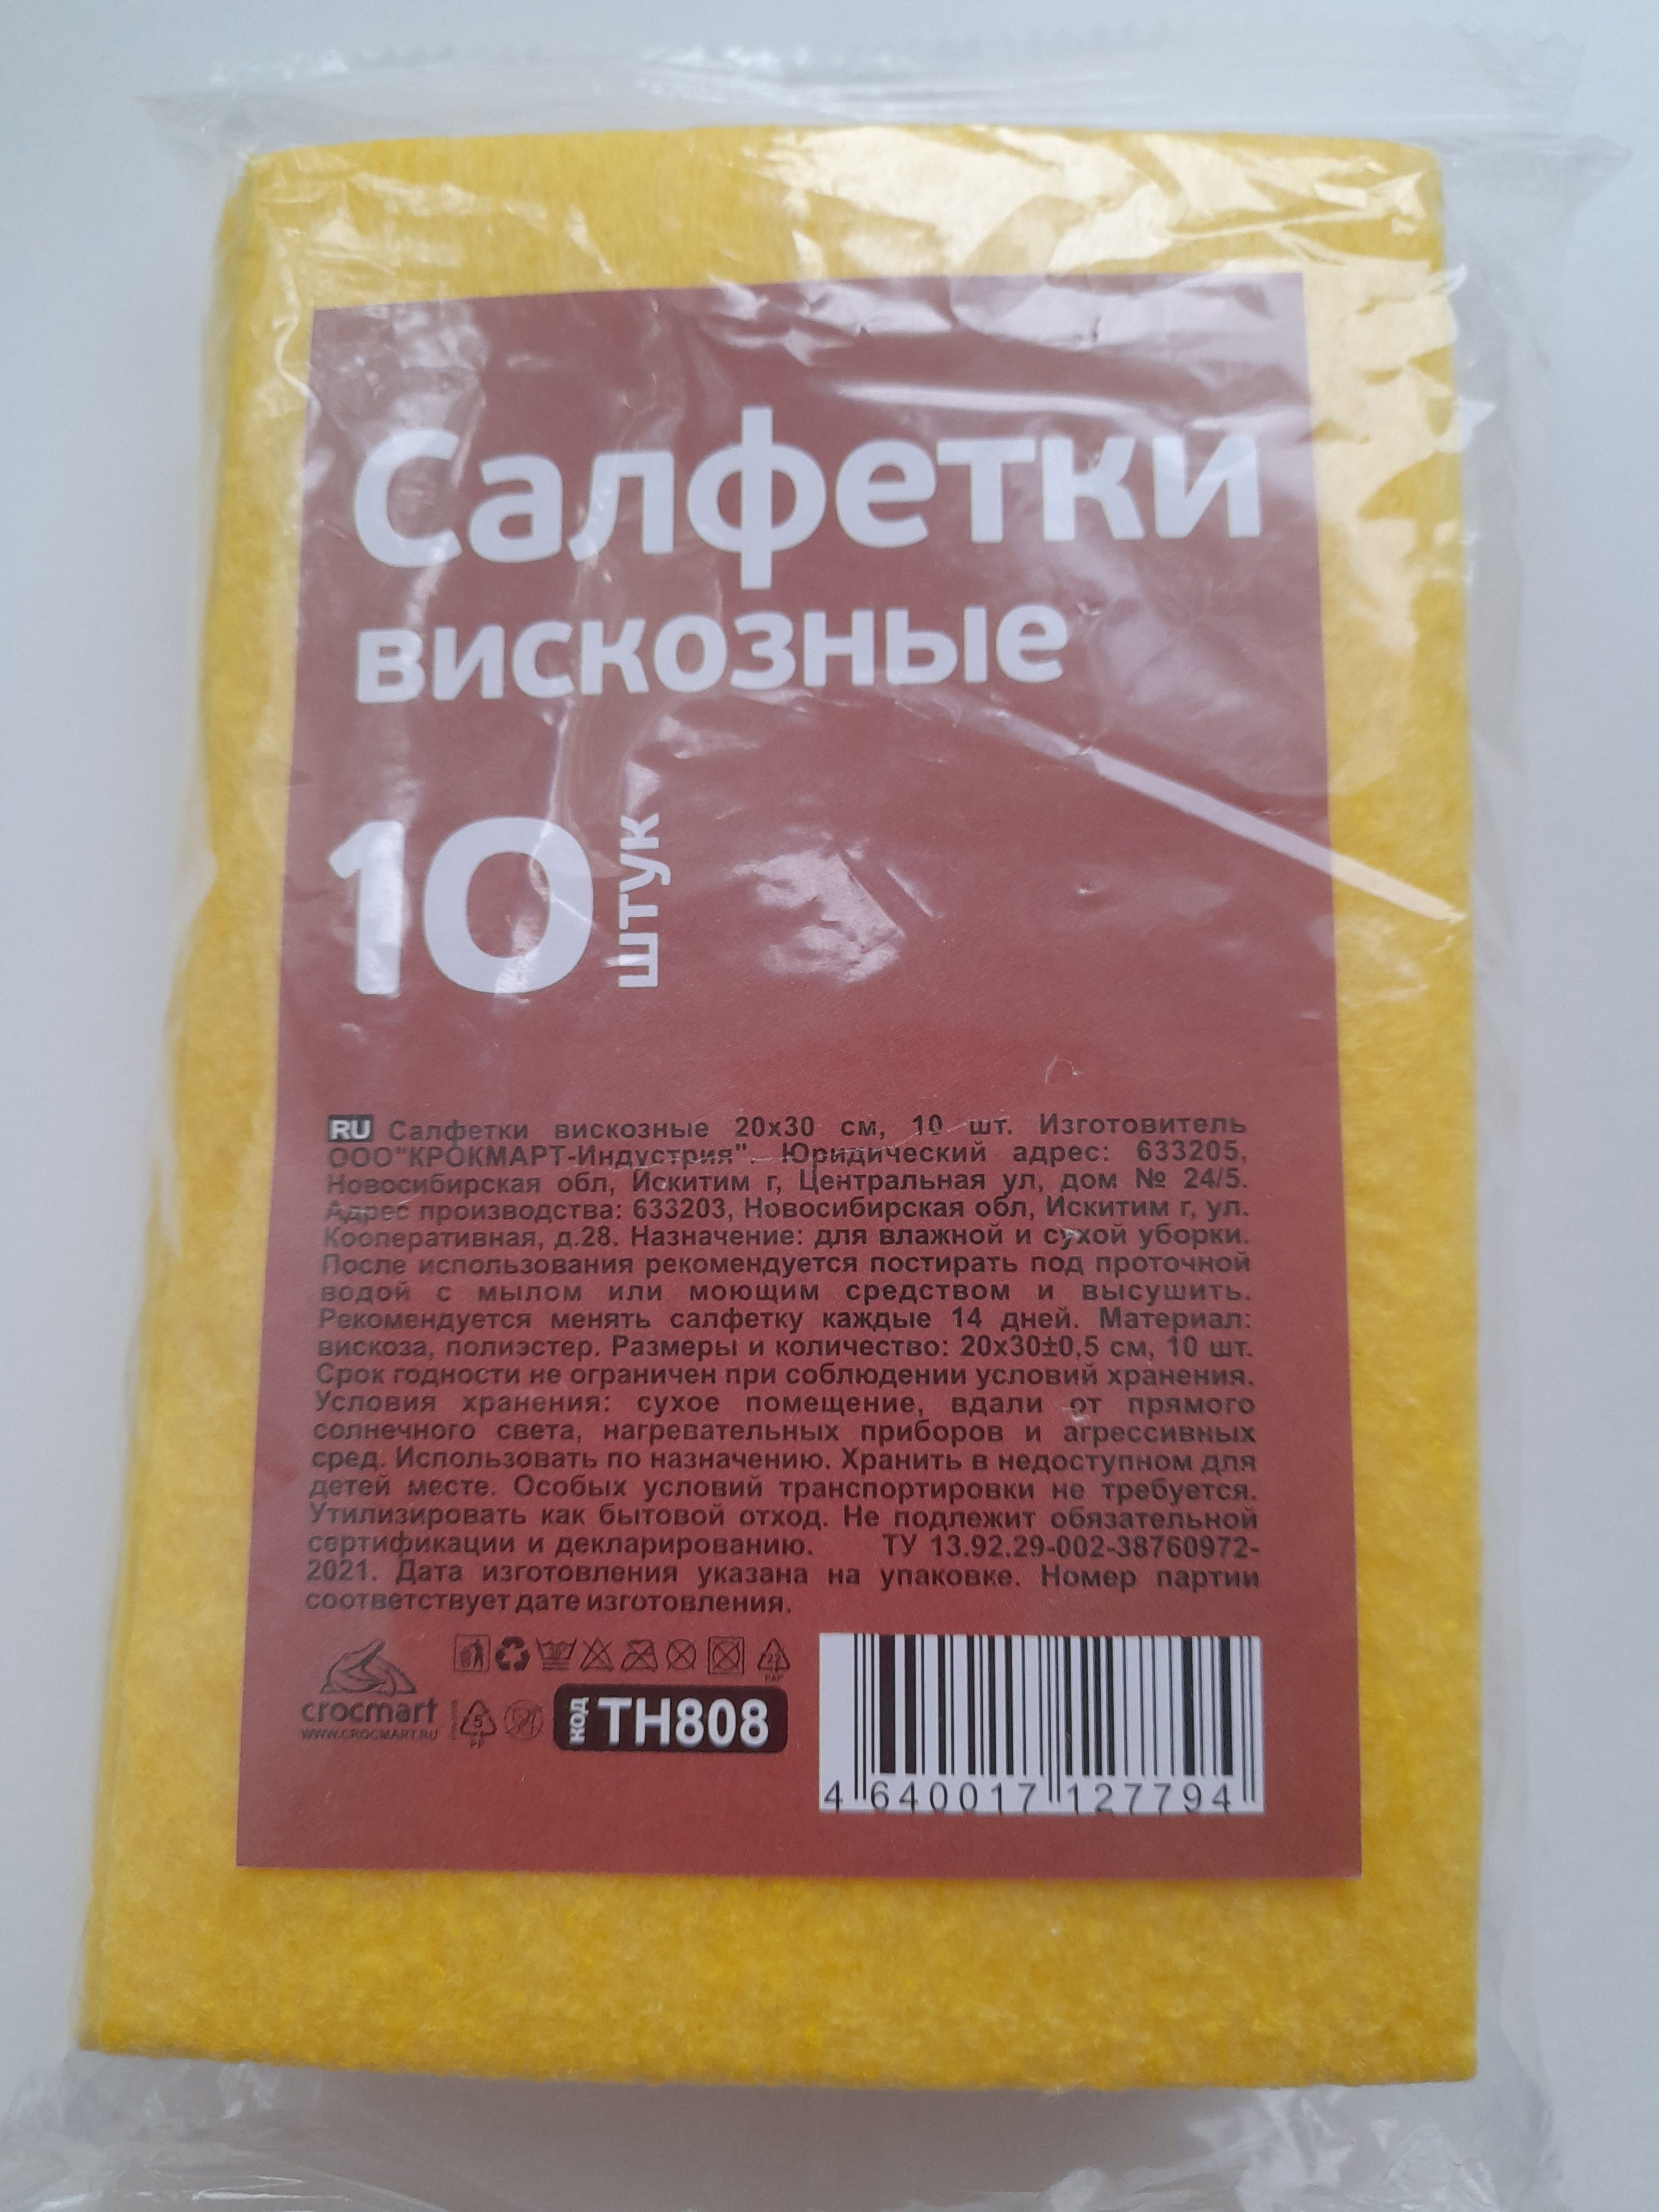 Салфетки
вискозные
10
штук
RU Салфетки вискозные 20х30 см, 10 шт. Изготовитель
ООО"КРОКМАРТ-Индустрия". Юридический адрес: 633205,
Новосибирская обл, Искитим г, Центральная ул, дом № 24/5.
Адрес производства: 633203, Новосибирская обл, Искитим г, ул.
Кооперативная, д.28. Назначение: для влажной и сухой уборки.
После использования рекомендуется постирать под проточной
водой с мылом или моющим средством и высушить.
Рекомендуется менять салфетку каждые 14 дней. Материал:
вискоза, полиэстер. Размеры и количество: 20х30±0,5 см, 10 шт.
Срок годности не ограничен при соблюдении условий хранения.
Условия хранения: сухое помещение, вдали от прямого
солнечного света, нагревательных приборов и агрессивных
сред. Использовать по назначению. Хранить в недоступном для
детей месте. Особых условий транспортировки не требуется.
Утилизировать как бытовой отход. Не подлежит обязательной
сертификации и декларированию. ТУ 13.92.29-002-38760972-
2021. Дата изготовления указана на упаковке. Номер партии
соответствует дате изготовления.
22
PAP
crocmart
WWW.CROCMART.RU
5
PP
код TH808
4 640017 127794